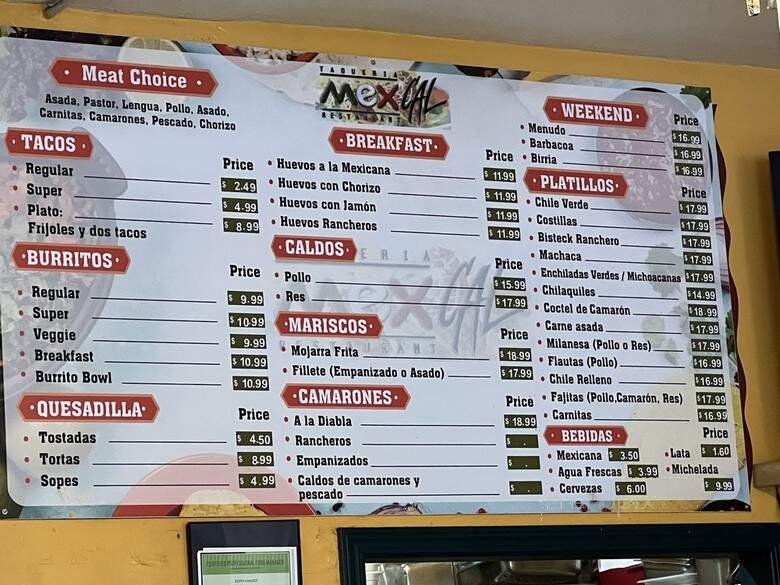 TAQUERIA
MexCAL
RESTAURANT
Meat Choice
Asada, Pastor, Lengua, Pollo, Asado,
Carnitas, Camarones, Pescado, Chorizo
TACOS
Price
Regular $ 2.49
Super $ 4.99
Plato: $ 8.99
Frijoles y dos tacos
BURRITOS
Price
Regular $ 9.99
Super $ 10.99
Veggie $ 9.99
Breakfast $ 10.99
Burrito Bowl $ 10.99
QUESADILLA
Price
Tostadas $ 4.50
Tortas $ 8.99
Sopes $ 4.99
BREAKFAST
Price
Huevos a la Mexicana $ 11.99
Huevos con Chorizo $ 11.99
Huevos con Jamón $ 11.99
Huevos Rancheros $ 11.99
CALDOS
Price
Pollo $ 15.99
Res $ 17.99
MARISCOS
Price
Mojarra Frita $ 18.99
Fillete (Empanizado o Asado) $ 17.99
CAMARONES
Price
A la Diabla $ 18.99
Rancheros $ .
Empanizados $ .
Caldos de camarones y
pescado $ .
WEEKEND
Price
Menudo $ 16.99
Barbacoa $ 16.99
Birria $ 16.99
PLATILLOS
Price
Chile Verde $ 17.99
Costillas $ 17.99
Bisteck Ranchero $ 17.99
Machaca $ 17.99
Enchiladas Verdes / Michoacanas $ 17.99
Chilaquiles $ 14.99
Coctel de Camarón $ 18.99
Carne asada $ 17.99
Milanesa (Pollo o Res) $ 17.99
Flautas (Pollo) $ 16.99
Chile Relleno $ 16.99
Fajitas (Pollo,Camarón, Res) $ 17.99
Carnitas $ 16.99
BEBIDAS
Price
Mexicana $ 3.50 Lata $ 1.60
Agua Frescas $ 3.99 Michelada
Cervezas $ 6.00 $ 9.99